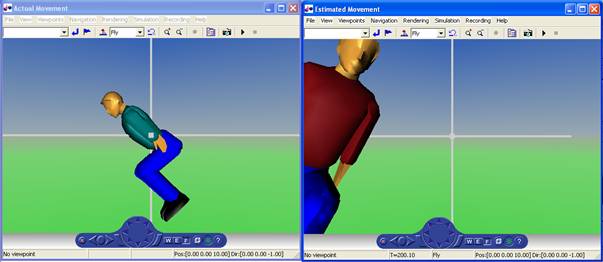 Actual Movement
File View Viewpoints Navigation Rendering Simulation Recording Help
Fly
W E F ?
No viewpoint Pos:[0.00 0.00 10.00] Dir:[0.00 0.00 -1.00]
Estimated Movement
File View Viewpoints Navigation Rendering Simulation Recording Help
Fly
W E F ?
No viewpoint T=200.10 Fly Pos:[0.00 0.00 10.00] Dir:[0.00 0.00 -1.00]